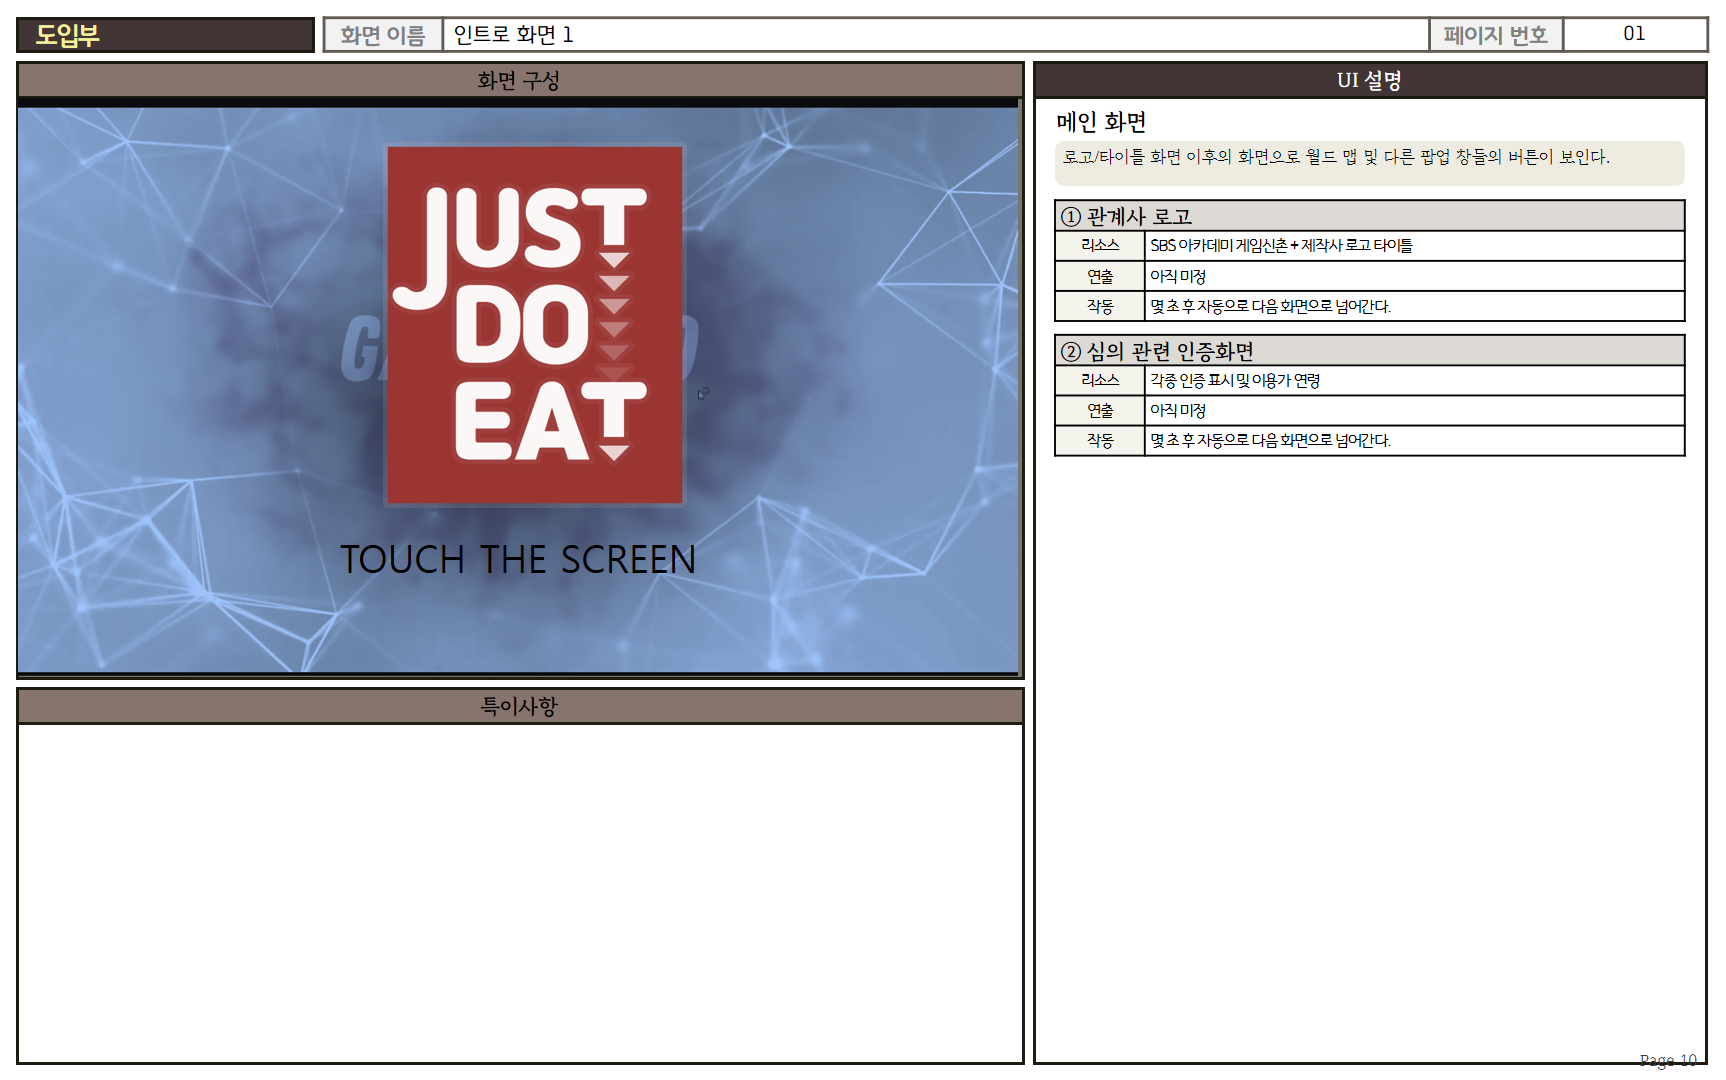 도입부
화면 이름
인트로 화면 1
페이지 번호
01
화면 구성
JUST
DO
EAT
TOUCH THE SCREEN
특이사항
UI 설명
메인 화면
로고/타이틀 화면 이후의 화면으로 월드 맵 및 다른 팝업 창들의 버튼이 보인다.
① 관계사 로고
리소스 SBS 아카데미 게임신촌 + 제작사 로고 타이틀
연출 아직 미정
작동 몇 초 후 자동으로 다음 화면으로 넘어간다.
② 심의 관련 인증화면
리소스 각종 인증 표시 및 이용가 연령
연출 아직 미정
작동 몇 초 후 자동으로 다음 화면으로 넘어간다.
Page 10